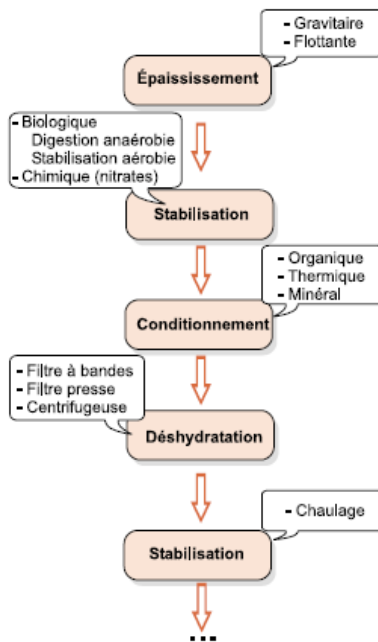 - Gravitaire
- Flottante
Épaississement
- Biologique
Digestion anaérobie
Stabilisation aérobie
- Chimique (nitrates)
Stabilisation
- Organique
- Thermique
- Minéral
Conditionnement
- Filtre à bandes
- Filtre presse
- Centrifugeuse
Déshydratation
- Chaulage
Stabilisation
...